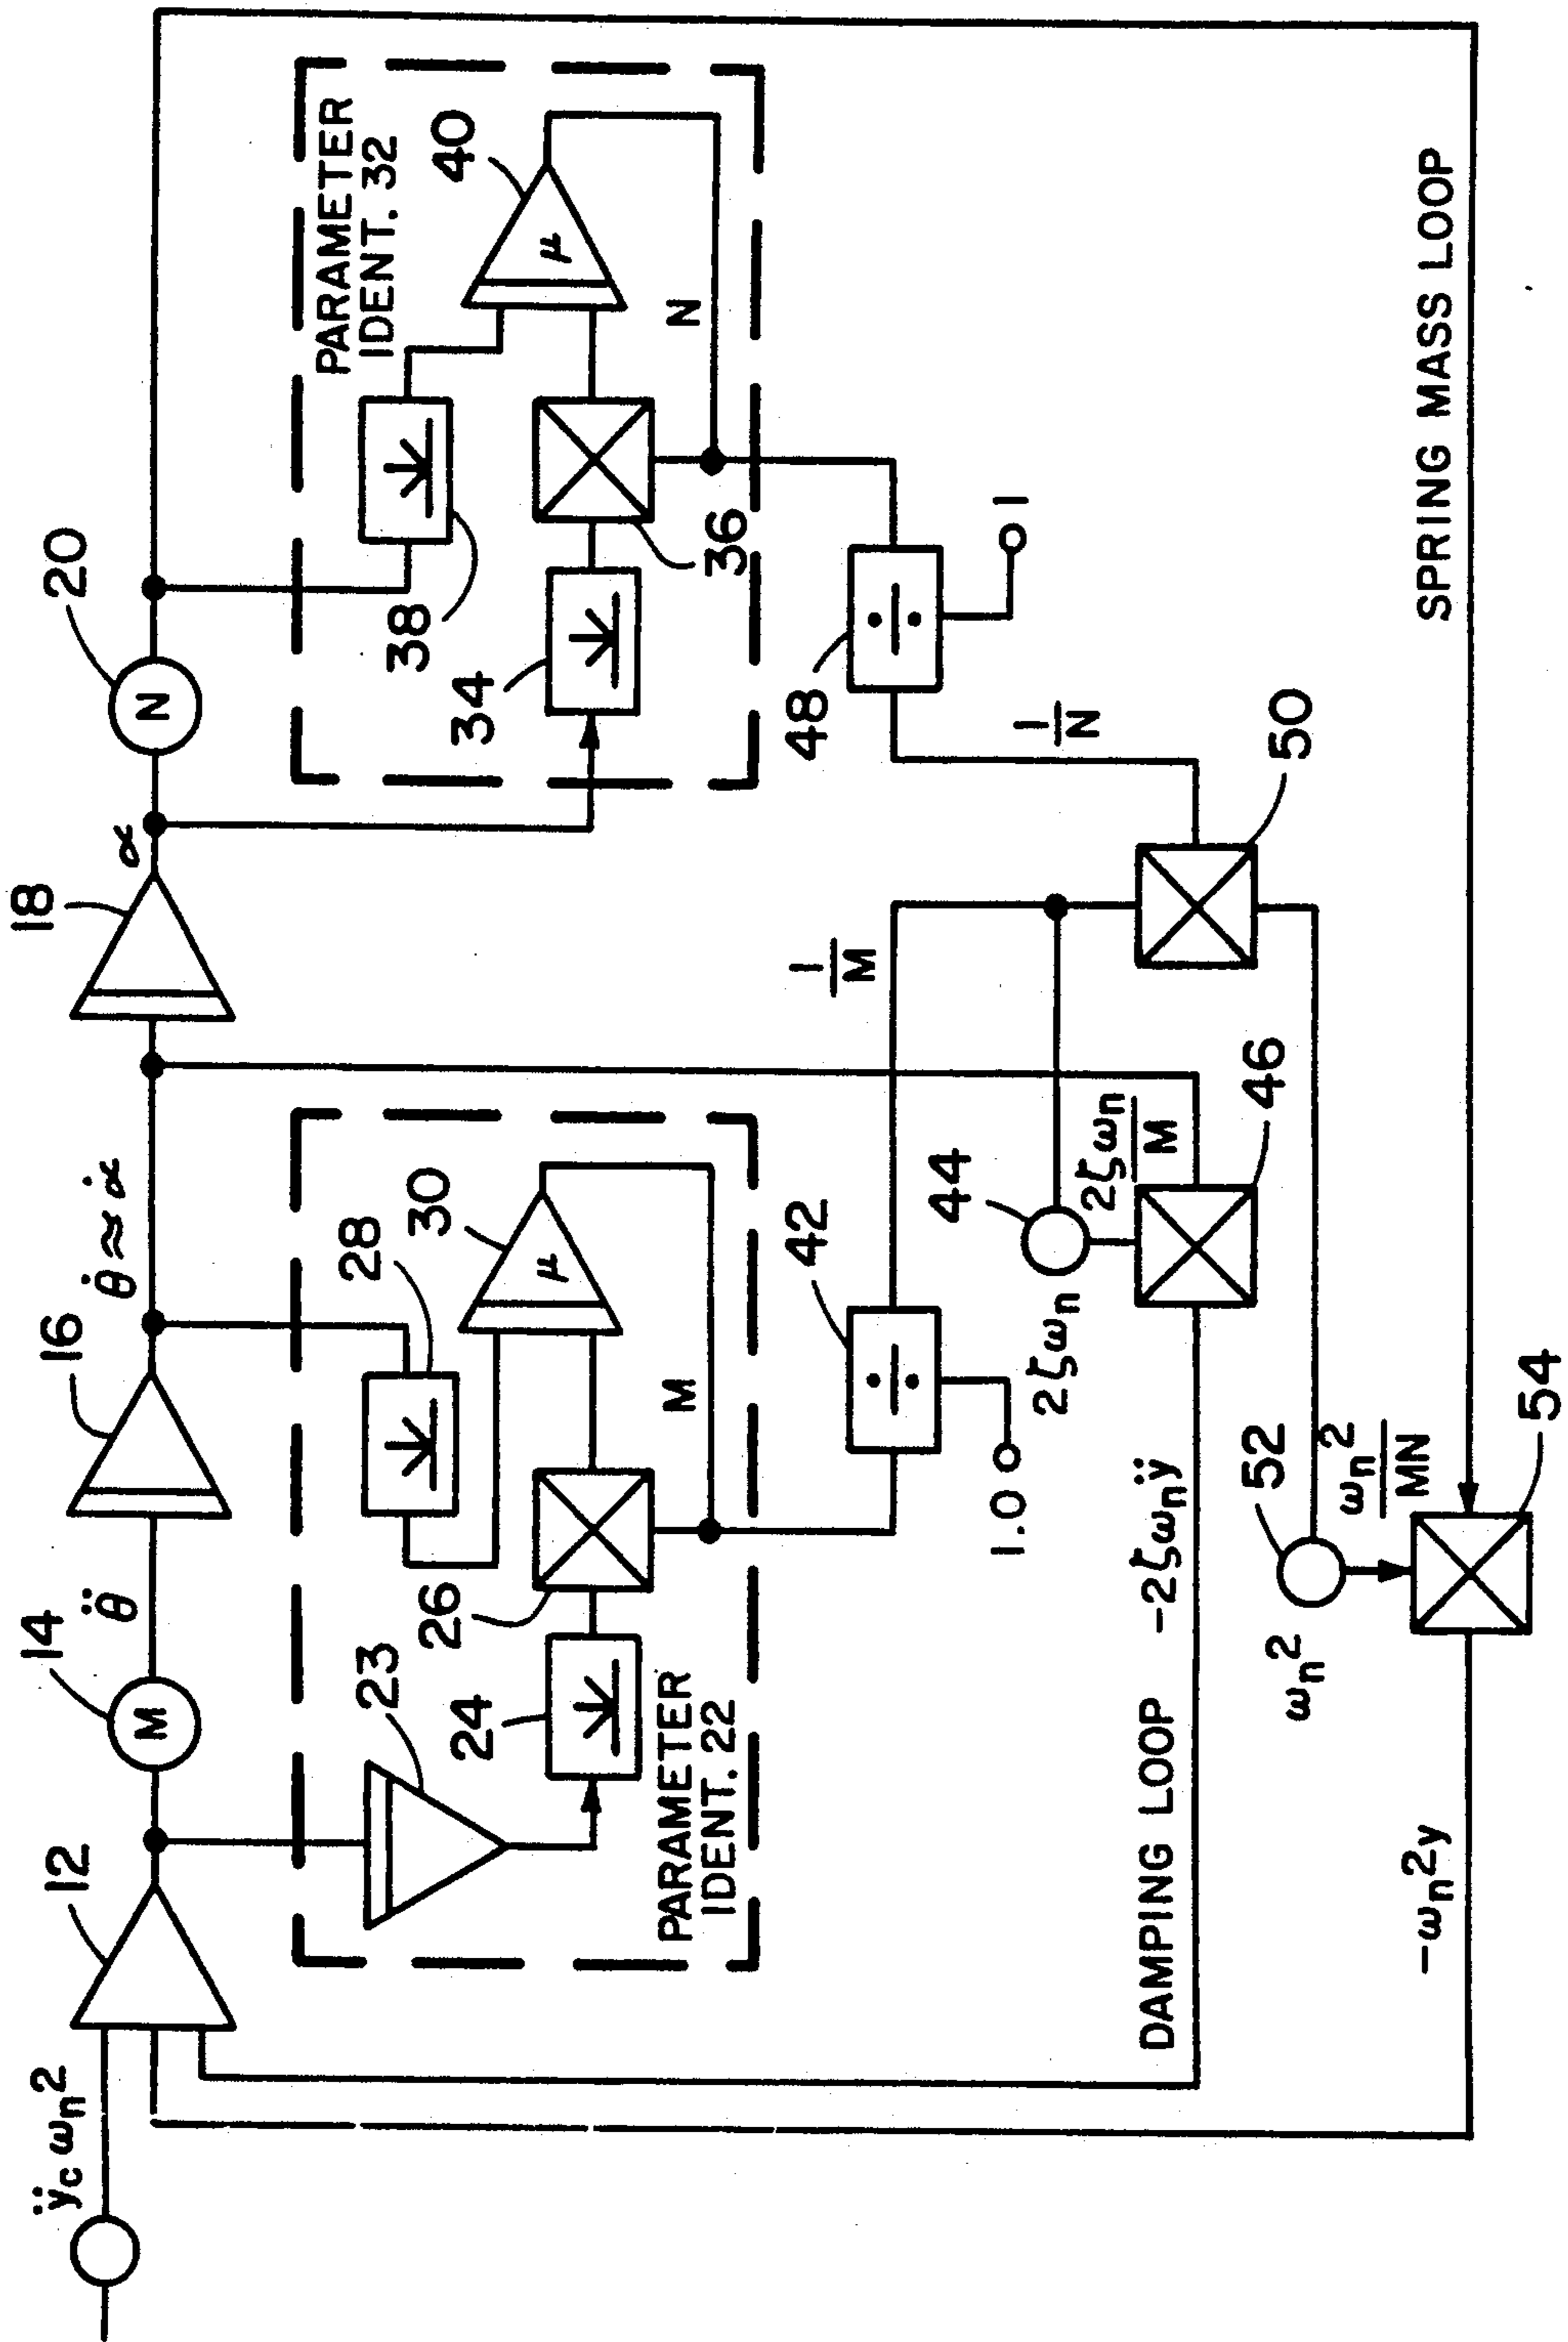 ÿc ωn²
12
14
M
θ̈
16
θ̇ ≈ α̇
18
α
20
N
23
24
26
28
30
μ
M
PARAMETER
IDENT. 22
PARAMETER
IDENT. 32
34
36
38
40
μ
N
42
1.0
1/M
44
2ζωn
2ζωn/M
46
48
1
1/N
50
DAMPING LOOP
-2ζωnÿ
52
ωn²
ωn²/MN
54
-ωn²y
SPRING MASS LOOP